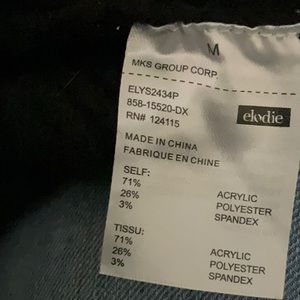 M
MKS GROUP CORP.
ELYS2434P
858-15520-DX
RN# 124115
elodie
MADE IN CHINA
FABRIQUE EN CHINE
SELF:
71% ACRYLIC
26% POLYESTER
3% SPANDEX
TISSU:
71% ACRYLIC
26% POLYESTER
3% SPANDEX